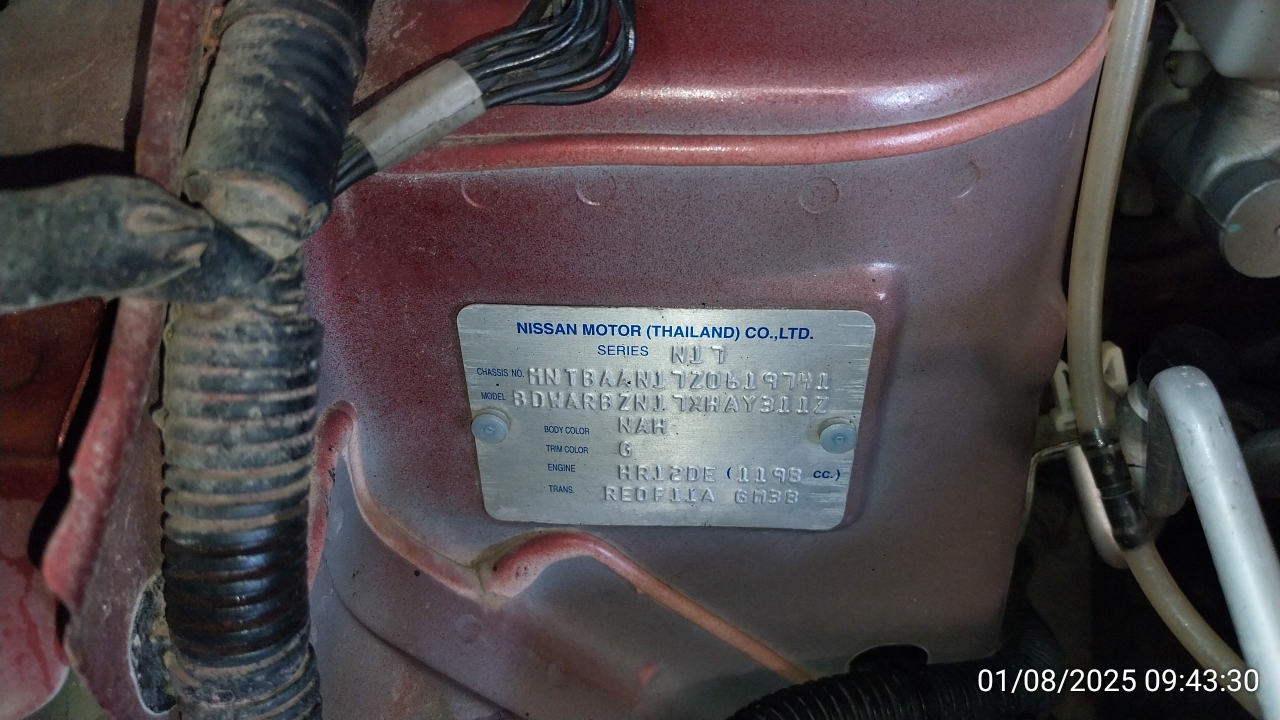 NISSAN MOTOR (THAILAND) CO.,LTD.
SERIES N17
CHASSIS NO. MNTBAAN17Z0619741
MODEL BDWARBZN17XHAY311Z
BODY COLOR NAH
TRIM COLOR G
ENGINE HR12DE (1198 CC.)
TRANS. RE0F11A GM38
01/08/2025 09:43:30